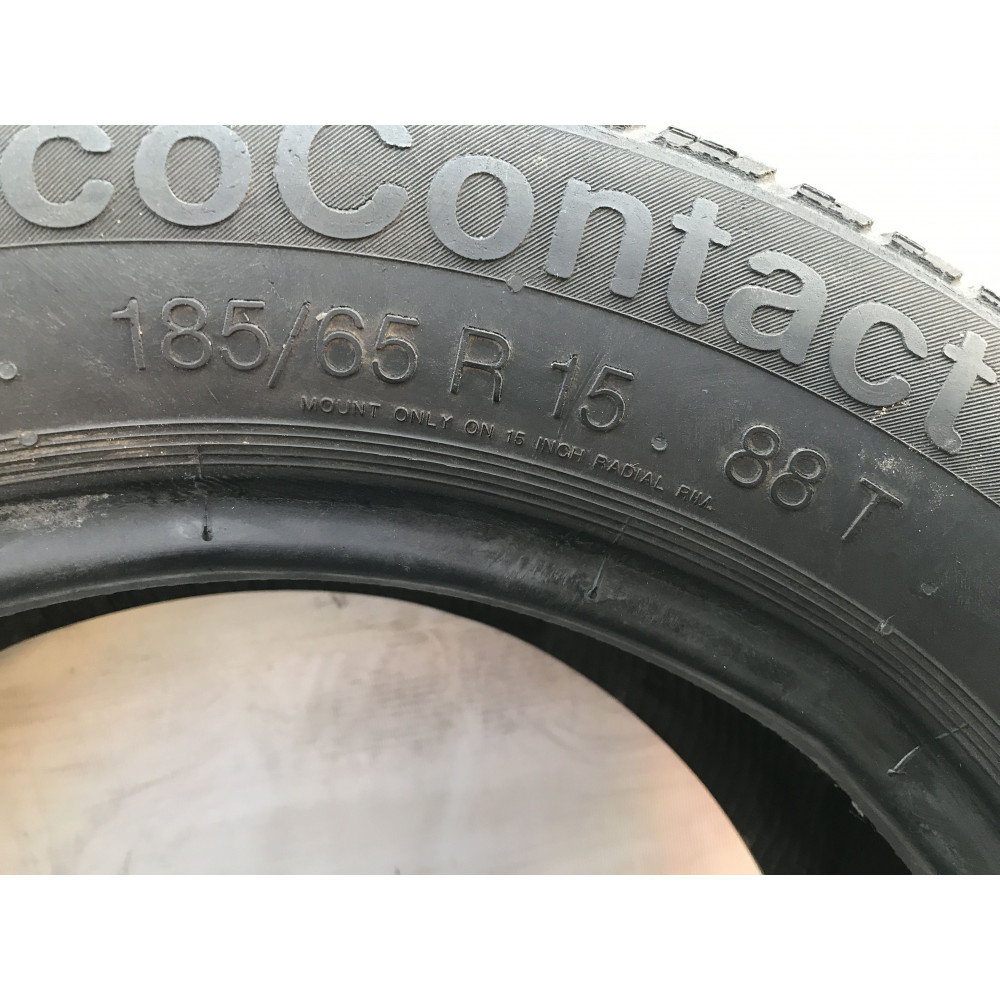 coContact
185/65 R 15 88 T
MOUNT ONLY ON 15 INCH RADIAL RIM.